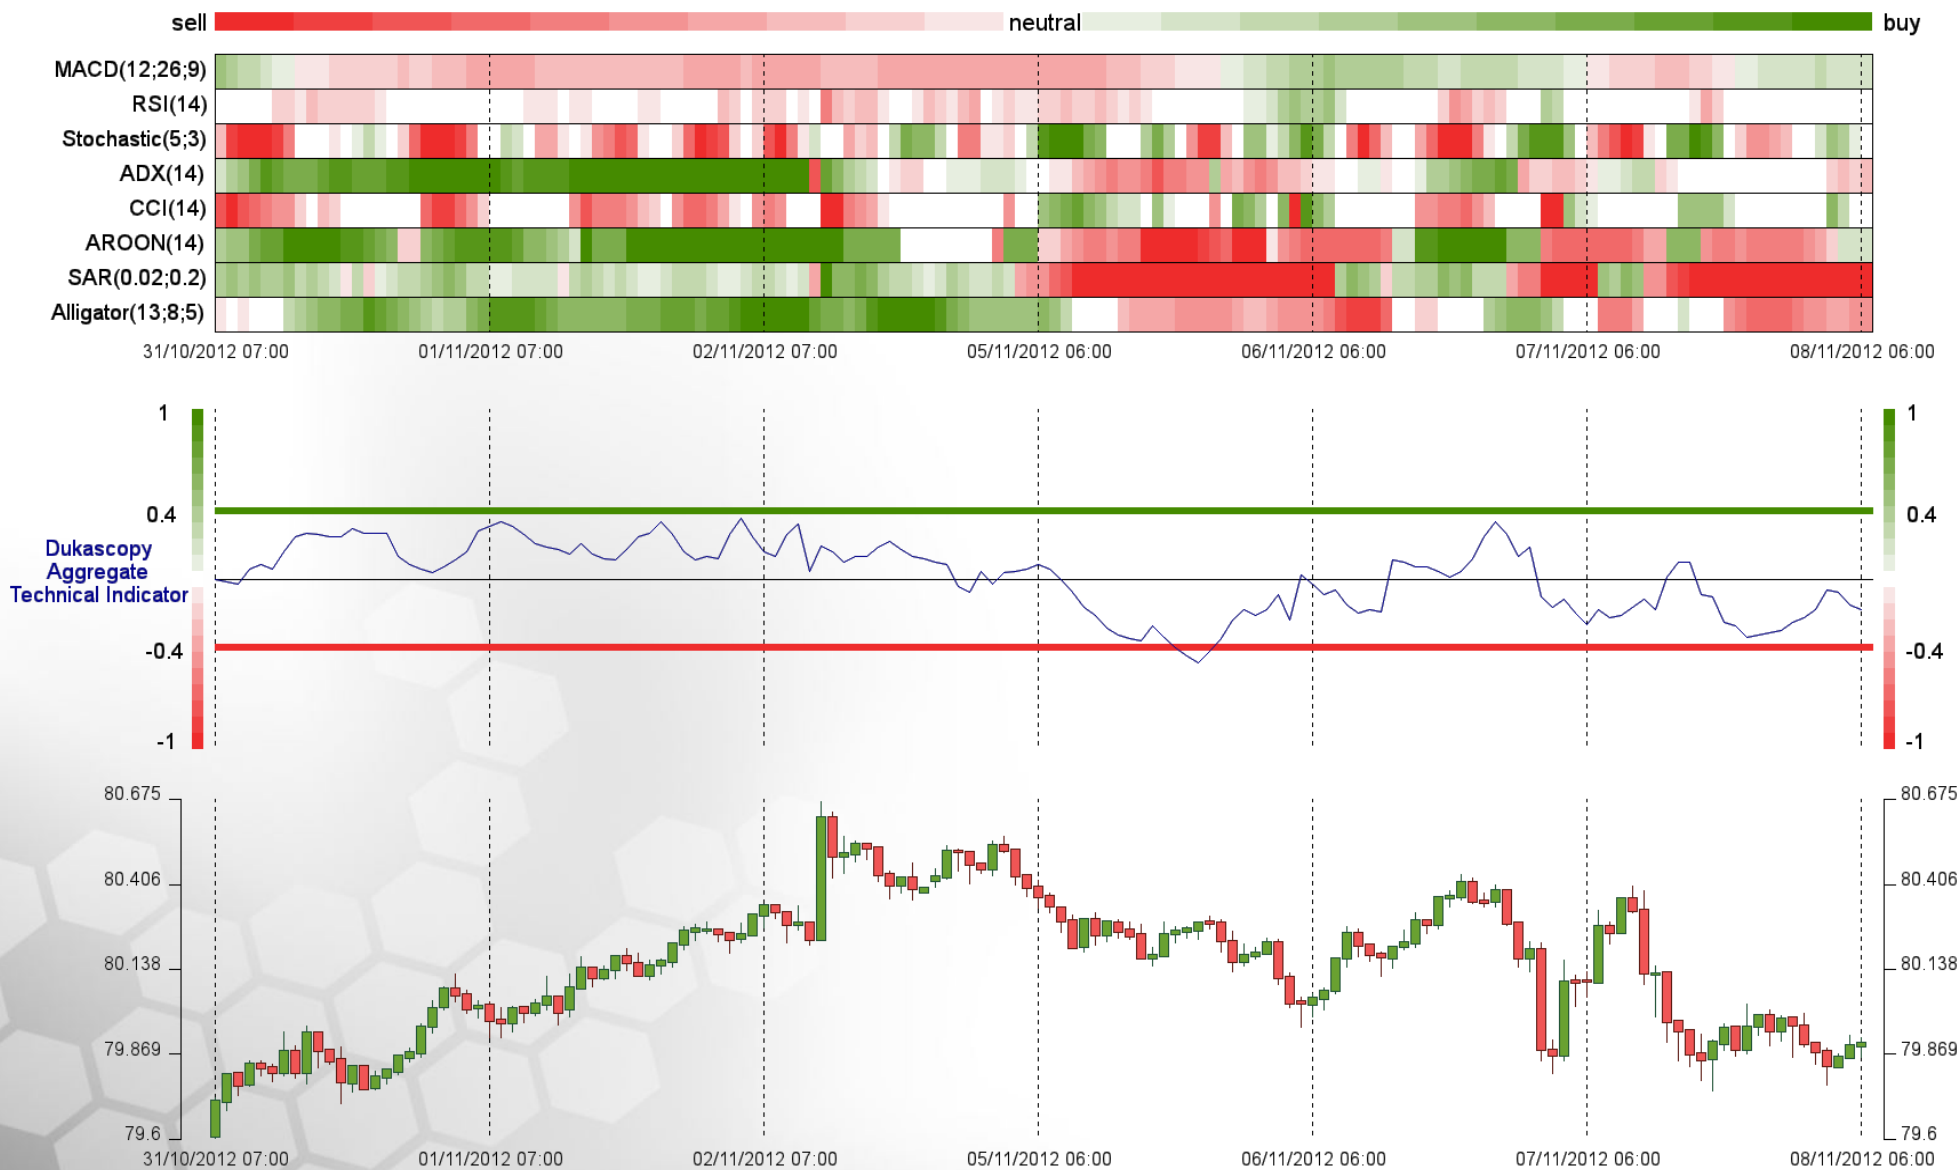 sell neutral buy
MACD(12;26;9)
RSI(14)
Stochastic(5;3)
ADX(14)
CCI(14)
AROON(14)
SAR(0.02;0.2)
Alligator(13;8;5)
31/10/2012 07:00 01/11/2012 07:00 02/11/2012 07:00 05/11/2012 06:00 06/11/2012 06:00 07/11/2012 06:00 08/11/2012 06:00
1 1
0.4 0.4
Dukascopy
Aggregate
Technical Indicator
-0.4 -0.4
-1 -1
80.675 80.675
80.406 80.406
80.138 80.138
79.869 79.869
79.6 79.6
31/10/2012 07:00 01/11/2012 07:00 02/11/2012 07:00 05/11/2012 06:00 06/11/2012 06:00 07/11/2012 06:00 08/11/2012 06:00